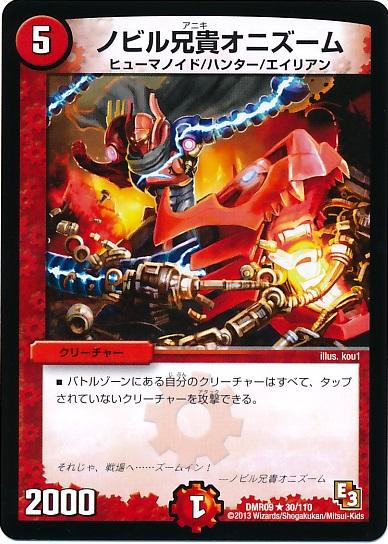 5
アニキ
ノビル兄貴オニズーム
ヒューマノイド/ハンター/エイリアン
クリーチャー
illus. kou1
■ バトルゾーンにある自分のクリーチャーはすべて、タップ
されていないクリーチャーを攻撃できる。
それじゃ、戦場へ……ズームイン!
—ノビル兄貴オニズーム
2000
1
DMR09 ★ 30/110
©2013 Wizards/Shogakukan/Mitsui-Kids
E3